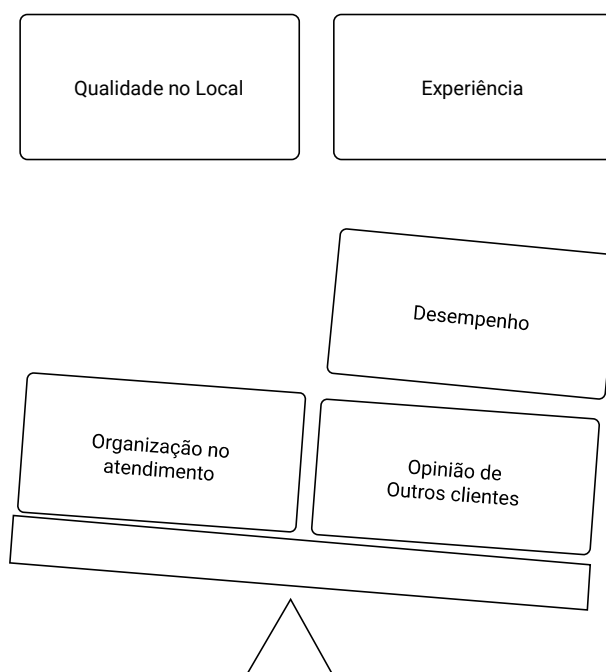 Qualidade no Local
Experiência
Desempenho
Organização no
atendimento
Opinião de
Outros clientes